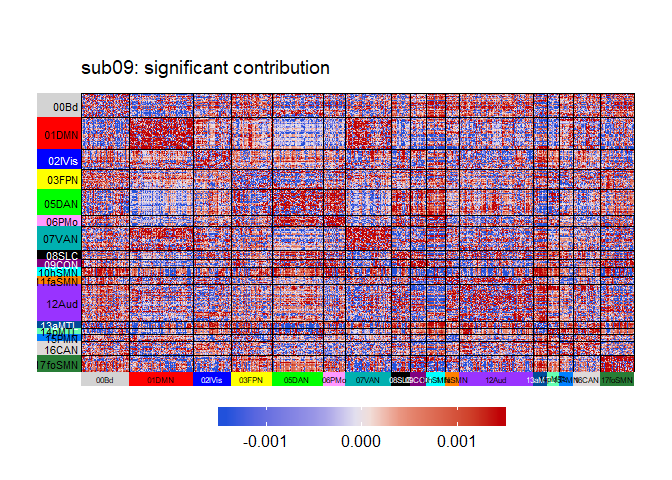 sub09: significant contribution
00Bd
01DMN
02lVis
03FPN
05DAN
06PMo
07VAN
08SLC
09CON
10hSMN
11faSMN
12Aud
13aMTL
14pMTL
15PMN
16CAN
17foSMN
00Bd 01DMN 02lVis 03FPN 05DAN 06PMo 07VAN 12Aud 16CAN 17foSMN
-0.001 0.000 0.001